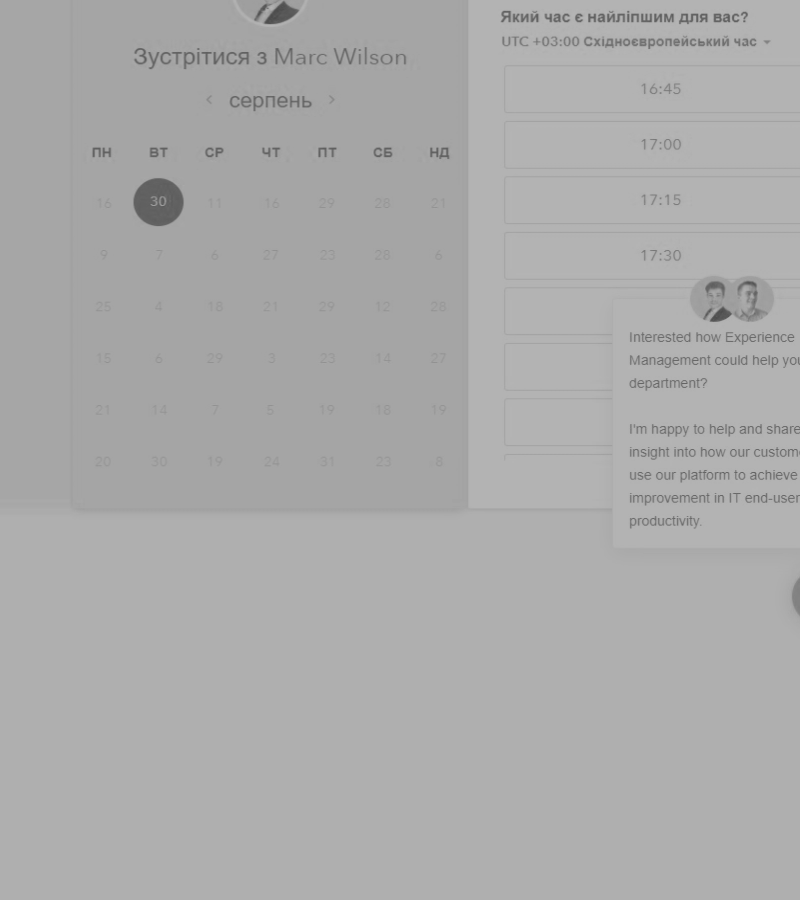 Зустрітися з Marc Wilson
серпень
ПН ВТ СР ЧТ ПТ СБ НД
16 30 11 16 29 28 21
9 7 6 27 23 28 6
25 4 18 21 29 12 28
15 6 29 3 23 14 27
21 14 7 5 19 18 19
20 30 19 24 31 23 8
Який час є найліпшим для вас?
UTC +03:00 Східноєвропейський час
16:45
17:00
17:15
17:30
Interested how Experience
Management could help you
department?
I'm happy to help and share
insight into how our custome
use our platform to achieve
improvement in IT end-user
productivity.